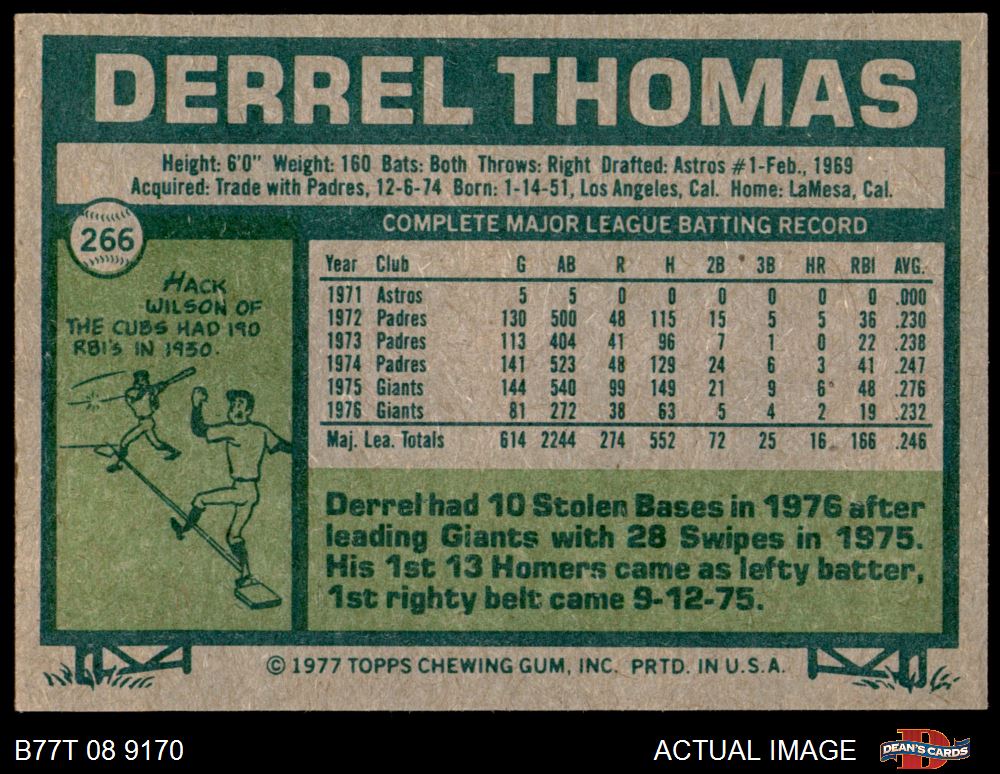 DERREL THOMAS
Height: 6'0" Weight: 160 Bats: Both Throws: Right Drafted: Astros #1-Feb., 1969
Acquired: Trade with Padres, 12-6-74 Born: 1-14-51, Los Angeles, Cal. Home: LaMesa, Cal.
266
HACK
WILSON OF
THE CUBS HAD 190
RBI'S IN 1930.
COMPLETE MAJOR LEAGUE BATTING RECORD
Year Club G AB R H 2B 3B HR RBI AVG.
1971 Astros 5 5 0 0 0 0 0 0 .000
1972 Padres 130 500 48 115 15 5 5 36 .230
1973 Padres 113 404 41 96 7 1 0 22 .238
1974 Padres 141 523 48 129 24 6 3 41 .247
1975 Giants 144 540 99 149 21 9 6 48 .276
1976 Giants 81 272 38 63 5 4 2 19 .232
Maj. Lea. Totals 614 2244 274 552 72 25 16 166 .246
Derrel had 10 Stolen Bases in 1976 after
leading Giants with 28 Swipes in 1975.
His 1st 13 Homers came as lefty batter,
1st righty belt came 9-12-75.
© 1977 TOPPS CHEWING GUM, INC. PRTD. IN U.S.A.
B77T 08 9170
ACTUAL IMAGE
DEAN'S CARDS